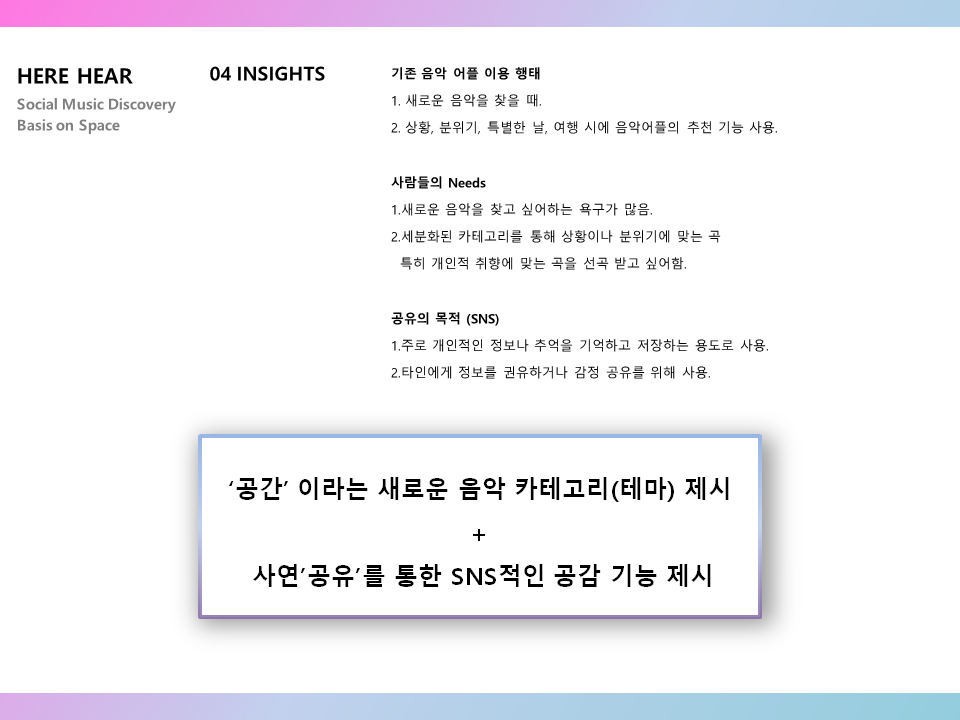 HERE HEAR
Social Music Discovery
Basis on Space
04 INSIGHTS
기존 음악 어플 이용 행태
1. 새로운 음악을 찾을 때.
2. 상황, 분위기, 특별한 날, 여행 시에 음악어플의 추천 기능 사용.
사람들의 Needs
1.새로운 음악을 찾고 싶어하는 욕구가 많음.
2.세분화된 카테고리를 통해 상황이나 분위기에 맞는 곡
특히 개인적 취향에 맞는 곡을 선곡 받고 싶어함.
공유의 목적 (SNS)
1.주로 개인적인 정보나 추억을 기억하고 저장하는 용도로 사용.
2.타인에게 정보를 권유하거나 감정 공유를 위해 사용.
‘공간’ 이라는 새로운 음악 카테고리(테마) 제시
+
사연’공유’를 통한 SNS적인 공감 기능 제시